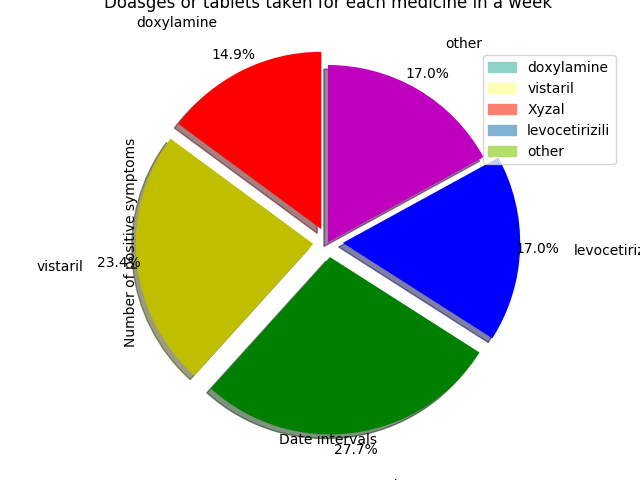 Doasges or tablets taken for each medicine in a week
doxylamine
14.9%
other
17.0%
doxylamine
vistaril
Xyzal
levocetirizili
other
Number of positive symptoms
vistaril
23.4%
17.0%
Date intervals
27.7%